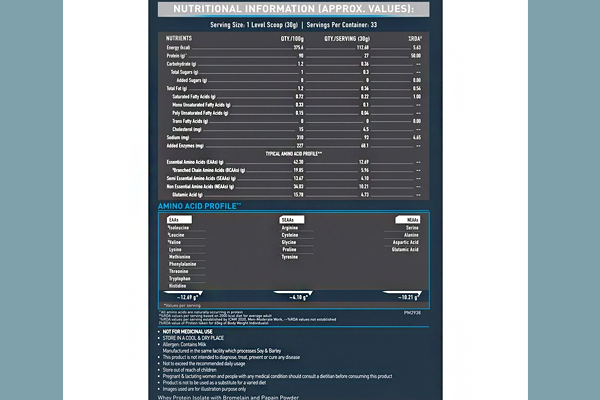 NUTRITIONAL INFORMATION (APPROX. VALUES):
Serving Size: 1 Level Scoop (30g) | Servings Per Container: 33
NUTRIENTS QTY./100g QTY./SERVING (30g) %RDA#
Energy (kcal) 375.6 112.68 5.63
Protein (g)^ 90 27 50.00
Carbohydrate (g) 1.2 0.36 --
Total Sugars (g) 1 0.3 --
Added Sugars (g) 0 0 0.00
Total Fat (g) 1.2 0.36 0.54
Saturated Fatty Acids (g) 0.72 0.22 1.00
Mono Unsaturated Fatty Acids (g) 0.33 0.1 --
Poly Unsaturated Fatty Acids (g) 0.15 0.04 --
Trans Fatty Acids (g) 0 0 0.00
Cholesterol (mg) 15 4.5 --
Sodium (mg) 310 93 4.65
Added Enzymes (mg) 227 68.1 --
TYPICAL AMINO ACID PROFILE**
Essential Amino Acids (EAAs) 42.30 12.69 --
*Branched Chain Amino Acids (BCAAs) (g) 19.85 5.96 --
Semi Essential Amino Acids (SEAAs) (g) 13.67 4.10 --
Non Essential Amino Acids (NEAAs) (g) 34.03 10.21 --
Glutamic Acid (g) 15.78 4.73 --
AMINO ACID PROFILE**
EAAs SEAAs NEAAs
*Isoleucine Arginine Serine
*Leucine Cysteine Alanine
*Valine Glycine Aspartic Acid
Lysine Proline Glutamic Acid
Methionine Tyrosine
Phenylalanine
Threonine
Tryptophan
Histidine
~12.69 g* ~4.10 g* ~10.21 g*
*Values per serving
All amino acids are naturally occurring in protein PM2938
%RDA values per serving based on 2000 kcal diet for average adult
%RDA values per serving established by ICMR 2020, Men-Moderate Work, --%RDA values not established
%RDA value of Protein taken for 65kg of Body Weight Individuals)
• NOT FOR MEDICINAL USE
• STORE IN A COOL & DRY PLACE
• Allergen: Contains Milk
Manufactured in the same facility which processes Soy & Barley
• This product is not intended to diagnose, treat, prevent or cure any disease
• Not to exceed the recommended daily usage
• Store out of reach of children
• Pregnant & lactating women and people with any medical condition should consult a dietitian before consuming this product
• Product is not to be used as a substitute for a varied diet
• Images used are for illustration purpose only
Whey Protein Isolate with Bromelain and Papain Powder